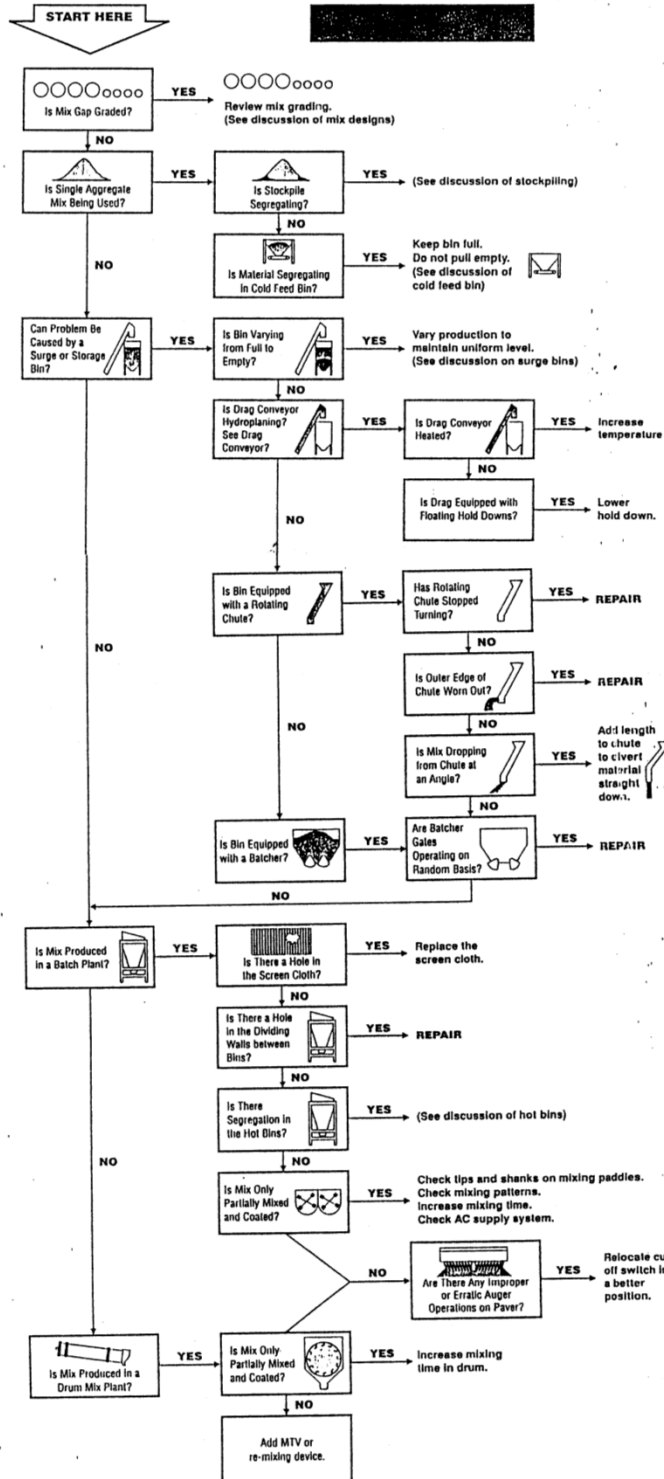 START HERE
Is Mix Gap Graded?
YES
Review mix grading.
(See discussion of mix designs)
NO
Is Single Aggregate
Mix Being Used?
YES
Is Stockpile
Segregating?
YES
(See discussion of stockpiling)
NO
Is Material Segregating
In Cold Feed Bin?
YES
Keep bin full.
Do not pull empty.
(See discussion of
cold feed bin)
NO
Can Problem Be
Caused by a
Surge or Storage
Bin?
YES
Is Bin Varying
from Full to
Empty?
YES
Vary production to
maintain uniform level.
(See discussion on surge bins)
NO
Is Drag Conveyor
Hydroplaning?
See Drag
Conveyor?
YES
Is Drag Conveyor
Heated?
YES
Increase
temperature
NO
Is Drag Equipped with
Floating Hold Downs?
YES
Lower
hold down.
NO
Is Bin Equipped
with a Rotating
Chute?
YES
Has Rotating
Chute Stopped
Turning?
YES
REPAIR
NO
Is Outer Edge of
Chute Worn Out?
YES
REPAIR
NO
Is Mix Dropping
from Chute at
an Angle?
YES
Add length
to chute
to divert
material
straight
down.
NO
NO
Is Bin Equipped
with a Batcher?
YES
Are Batcher
Gates
Operating on
Random Basis?
YES
REPAIR
NO
NO
Is Mix Produced
in a Batch Plant?
YES
Is There a Hole in
the Screen Cloth?
YES
Replace the
screen cloth.
NO
Is There a Hole
in the Dividing
Walls between
Bins?
YES
REPAIR
NO
Is There
Segregation in
the Hot Bins?
YES
(See discussion of hot bins)
NO
Is Mix Only
Partially Mixed
and Coated?
YES
Check tips and shanks on mixing paddles.
Check mixing patterns.
Increase mixing time.
Check AC supply system.
NO
NO
Are There Any Improper
or Erratic Auger
Operations on Paver?
YES
Relocate cu
off switch in
a better
position.
Is Mix Produced in a
Drum Mix Plant?
YES
Is Mix Only
Partially Mixed
and Coated?
YES
Increase mixing
time in drum.
NO
Add MTV or
re-mixing device.